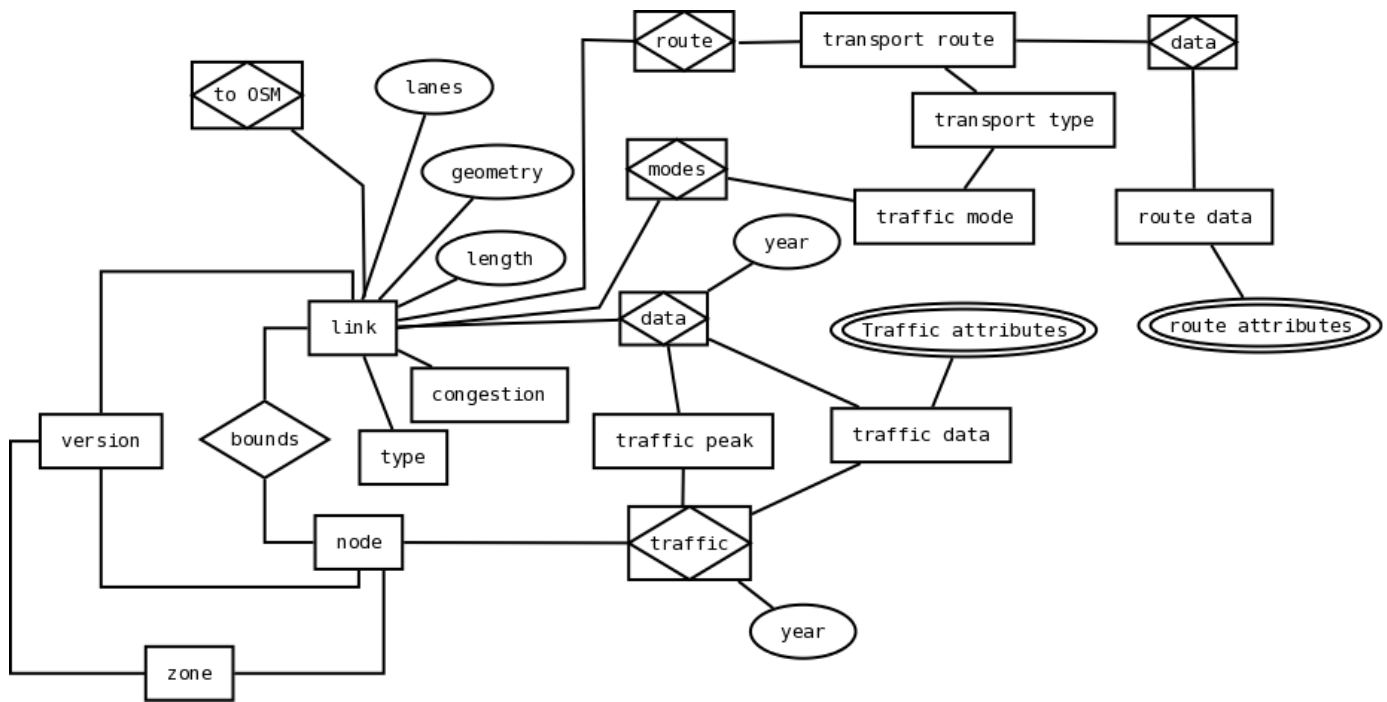 route
transport route
data
to OSM
lanes
transport type
geometry
modes
traffic mode
route data
year
length
link
data
Traffic attributes
route attributes
congestion
version
bounds
type
traffic peak
traffic data
node
traffic
year
zone